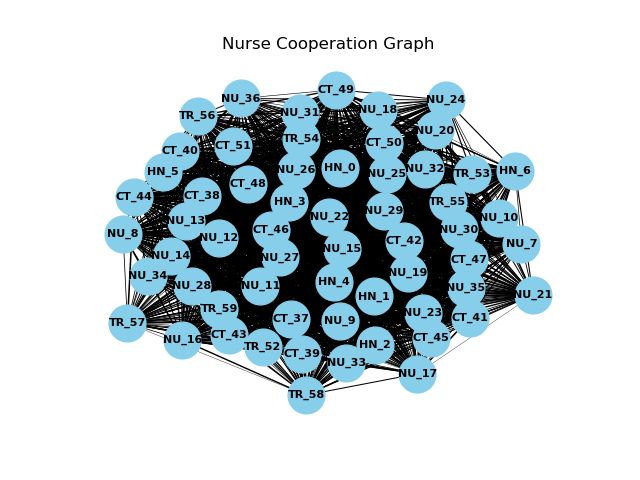 Nurse Cooperation Graph
CT_49
NU_36
NU_24
NU_31
NU_18
TR_56
NU_20
TR_54
CT_50
CT_51
CT_40
HN_0
NU_26
NU_32
HN_5
NU_25
TR_53
HN_6
CT_48
CT_38
CT_44
HN_3
TR_55
NU_29
NU_22
NU_10
NU_13
CT_46
NU_30
NU_8
NU_12
CT_42
NU_7
NU_15
NU_14
NU_27
CT_47
NU_19
NU_34
HN_4
NU_28
NU_11
NU_35
NU_21
HN_1
TR_59
NU_23
CT_41
CT_37
NU_9
TR_57
CT_43
CT_45
NU_16
HN_2
TR_52
CT_39
NU_33
NU_17
TR_58